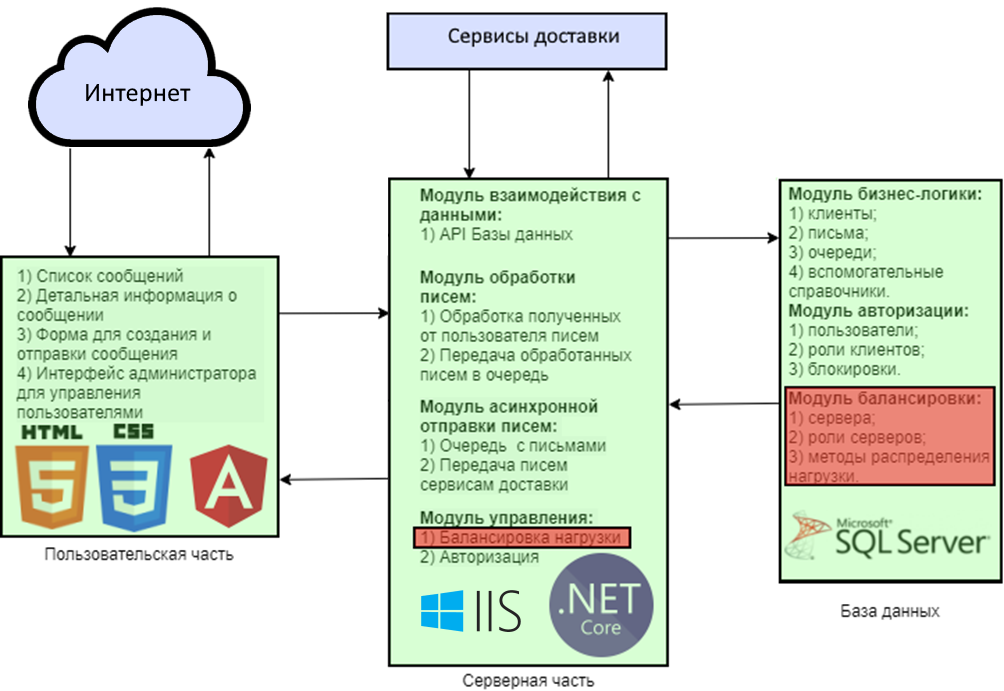 Интернет
Сервисы доставки
1) Список сообщений
2) Детальная информация о
сообщении
3) Форма для создания и
отправки сообщения
4) Интерфейс администратора
для управления
пользователями
HTML CSS
5 3 A
Пользовательская часть
Модуль взаимодействия с
данными:
1) API Базы данных
Модуль обработки
писем:
1) Обработка полученных
от пользователя писем
2) Передача обработанных
писем в очередь
Модуль асинхронной
отправки писем:
1) Очередь с письмами
2) Передача писем
сервисам доставки
Модуль управления:
1) Балансировка нагрузки
2) Авторизация
IIS
.NET
Core
Серверная часть
Модуль бизнес-логики:
1) клиенты;
2) письма;
3) очереди;
4) вспомогательные
справочники.
Модуль авторизации:
1) пользователи;
2) роли клиентов;
3) блокировки.
Модуль балансировки:
1) сервера;
2) роли серверов;
3) методы распределения
нагрузки.
Microsoft®
SQL Server®
База данных